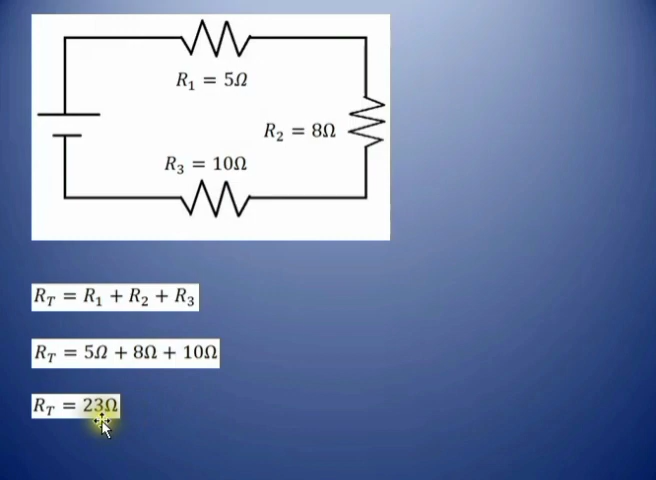 R₁ = 5Ω
R₂ = 8Ω
R₃ = 10Ω
R_T = R₁ + R₂ + R₃
R_T = 5Ω + 8Ω + 10Ω
R_T = 23Ω